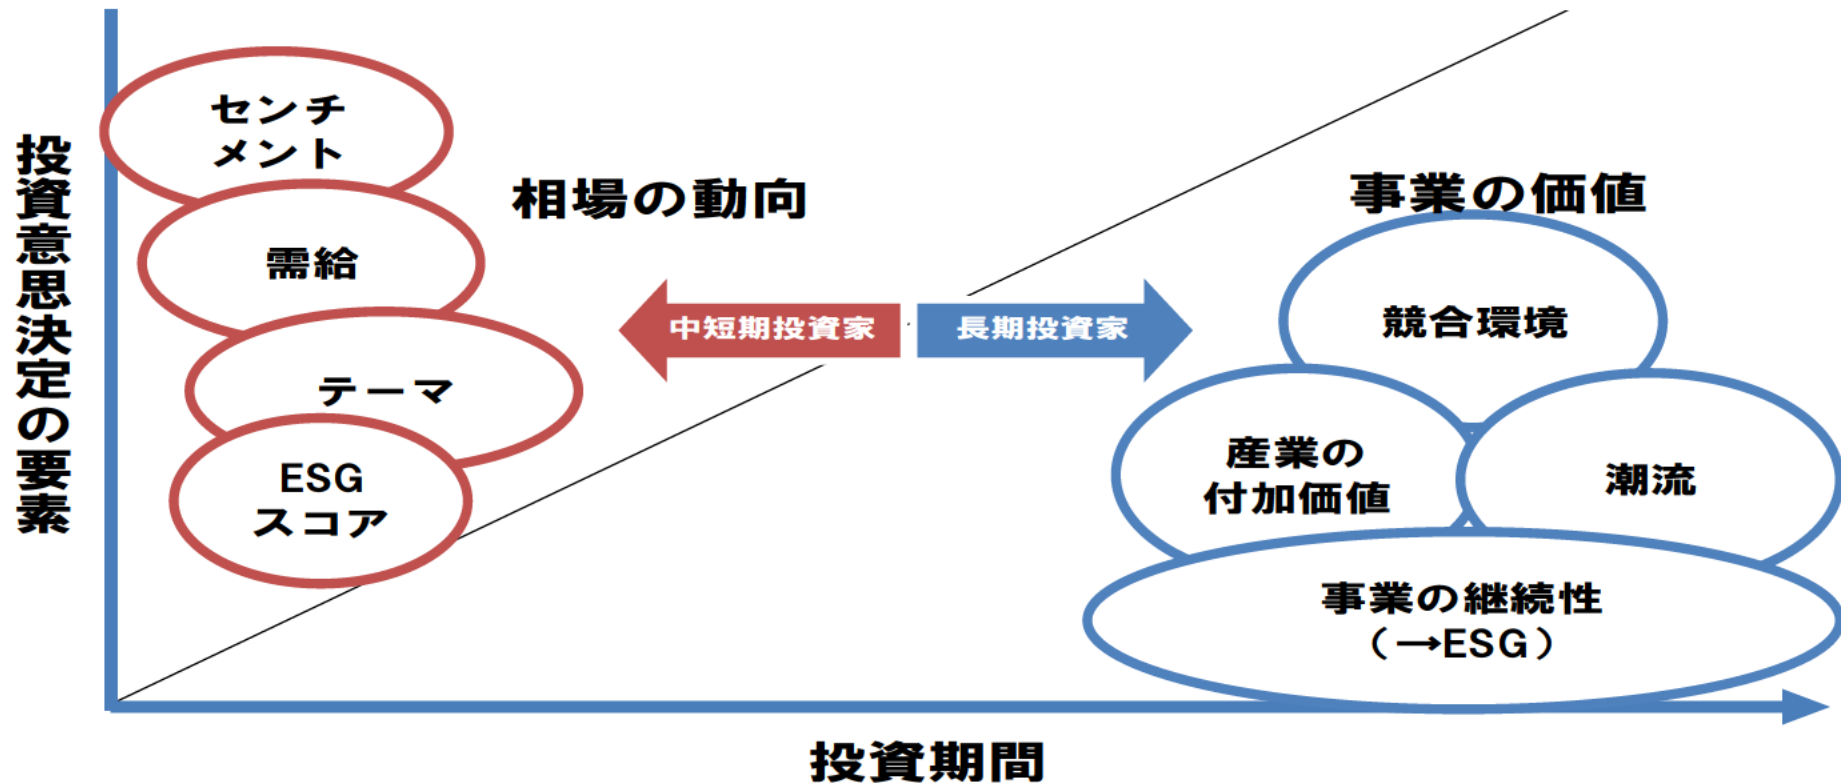 投資意思決定の要素
センチ
メント
需給
テーマ
ESG
スコア
相場の動向
中短期投資家
長期投資家
事業の価値
競合環境
産業の
付加価値
潮流
事業の継続性
（→ESG）
投資期間